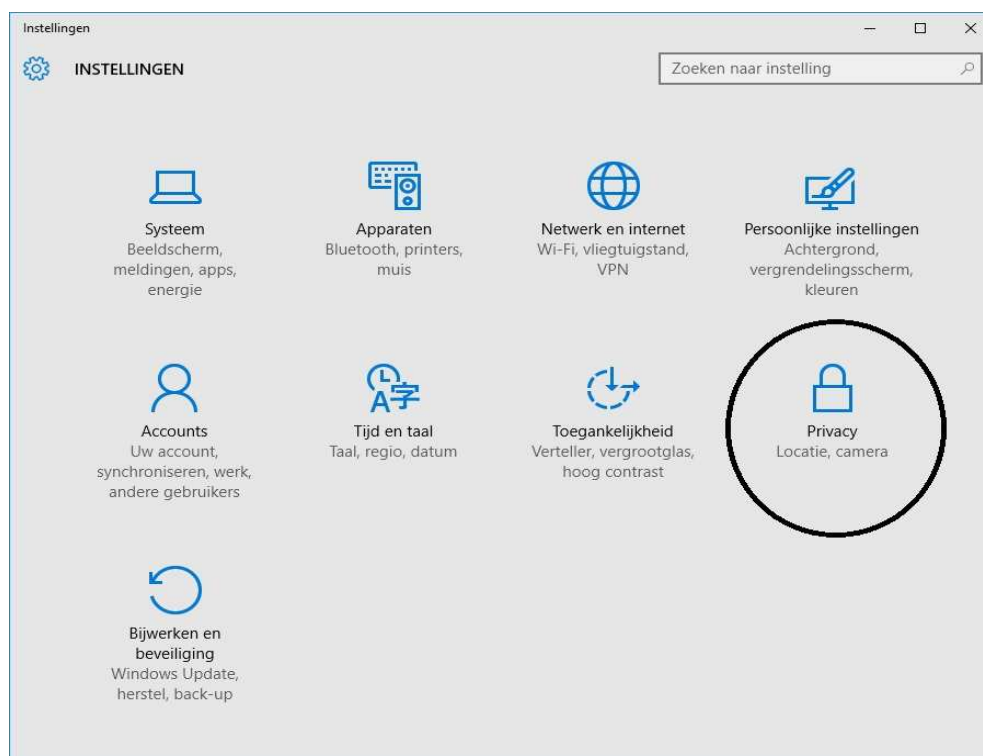 Instellingen
INSTELLINGEN
Zoeken naar instelling
Systeem
Beeldscherm,
meldingen, apps,
energie
Apparaten
Bluetooth, printers,
muis
Netwerk en internet
Wi-Fi, vliegtuigstand,
VPN
Persoonlijke instellingen
Achtergrond,
vergrendelingsscherm,
kleuren
Accounts
Uw account,
synchroniseren, werk,
andere gebruikers
Tijd en taal
Taal, regio, datum
Toegankelijkheid
Verteller, vergrootglas,
hoog contrast
Privacy
Locatie, camera
Bijwerken en
beveiliging
Windows Update,
herstel, back-up